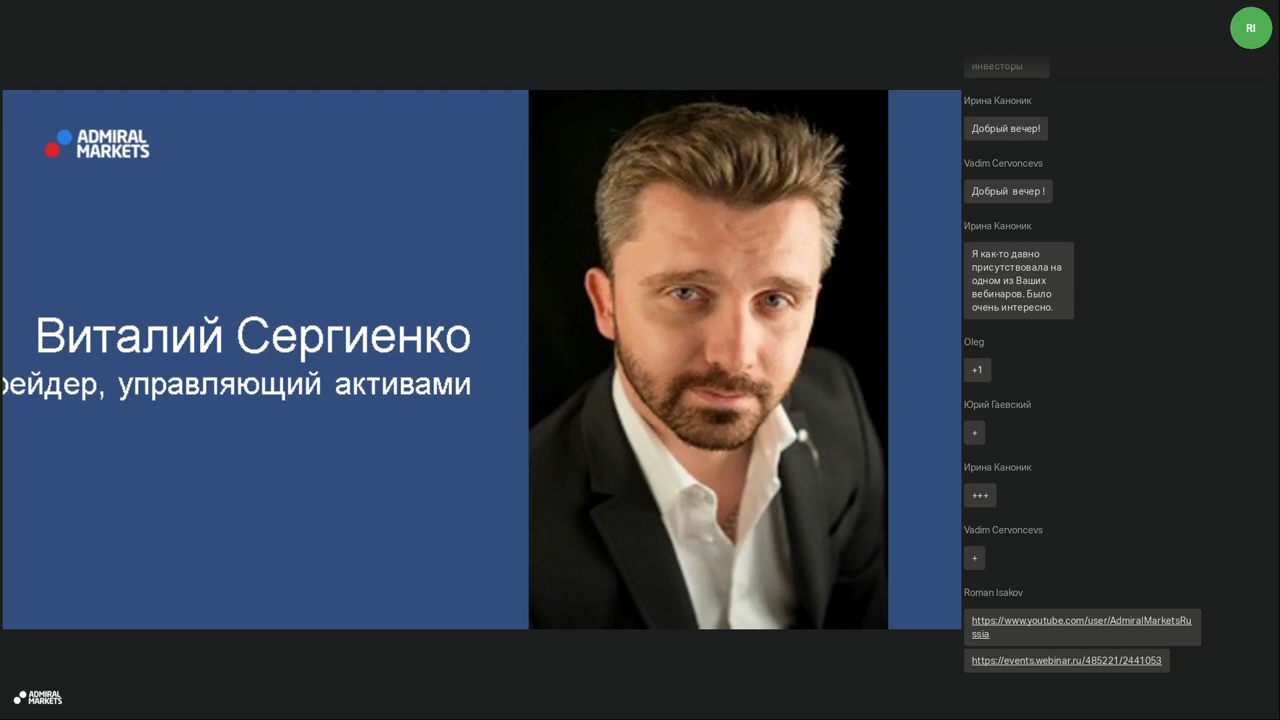 RI
инвесторы
ADMIRAL
MARKETS
Виталий Сергиенко
рейдер, управляющий активами
Ирина Каноник
Добрый вечер!
Vadim Cervoncevs
Добрый вечер !
Ирина Каноник
Я как-то давно
присутствовала на
одном из Ваших
вебинаров. Было
очень интересно.
Oleg
+1
Юрий Гаевский
+
Ирина Каноник
+++
Vadim Cervoncevs
+
Roman Isakov
https://www.youtube.com/user/AdmiralMarketsRu
ssia
https://events.webinar.ru/485221/2441053
ADMIRAL
MARKETS